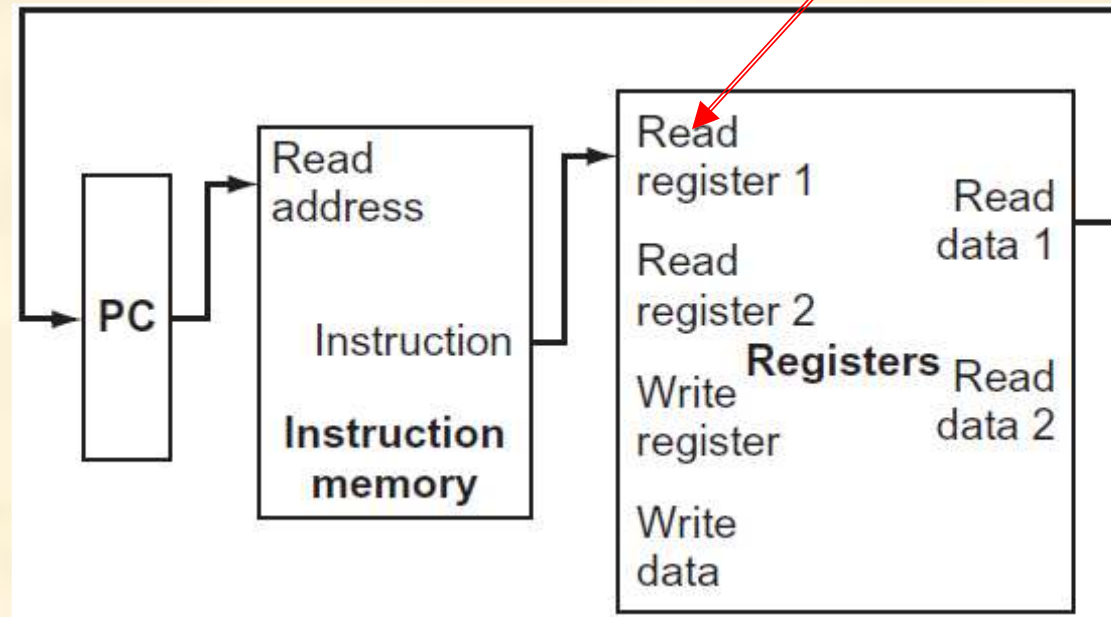 PC
Read
address
Instruction
Instruction
memory
Read
register 1
Read
register 2
Write
register
Write
data
Registers
Read
data 1
Read
data 2